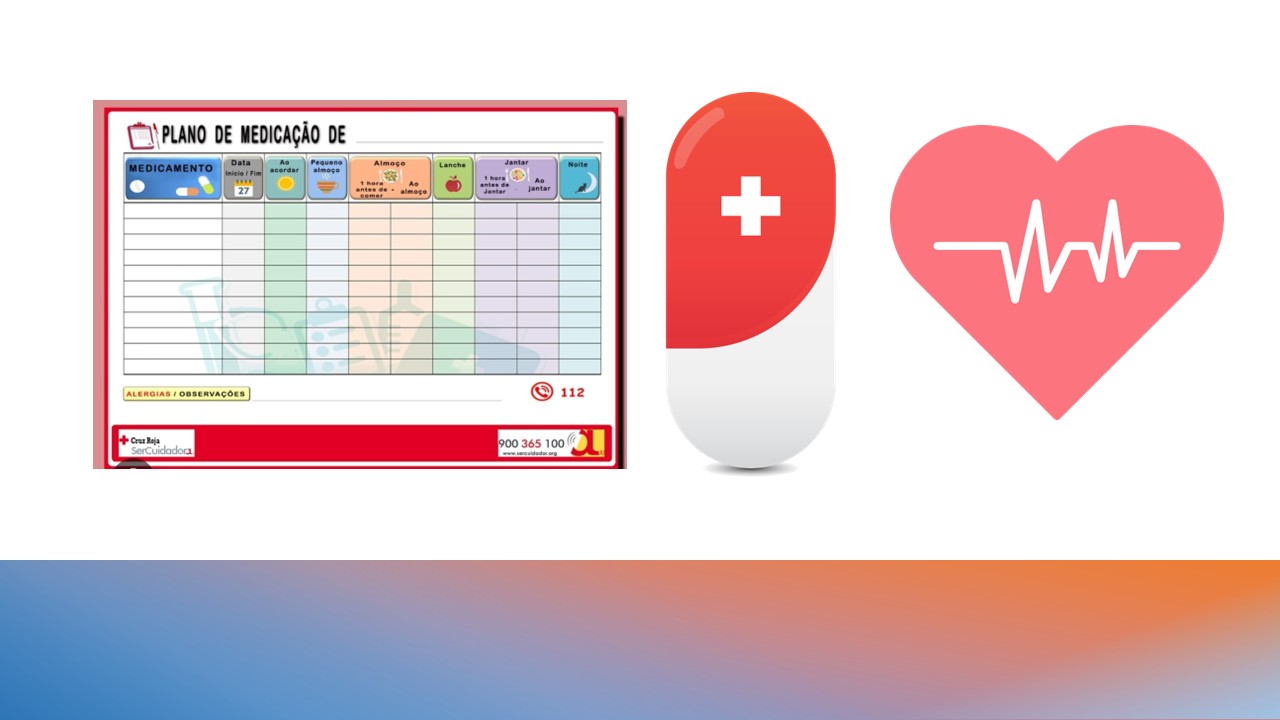 PLANO DE MEDICAÇÃO DE
MEDICAMENTO
Data
Início / Fim
27
Ao
acordar
Pequeno
almoço
Almoço
1 hora
antes de -
comer
Ao
almoço
Lanche
Jantar
1 hora
antes de
Jantar
Ao
jantar
Noite
ALERGIAS / OBSERVAÇÕES
112
Cruz Roja
SerCuidadora
900 365 100
www.sercuidador.org